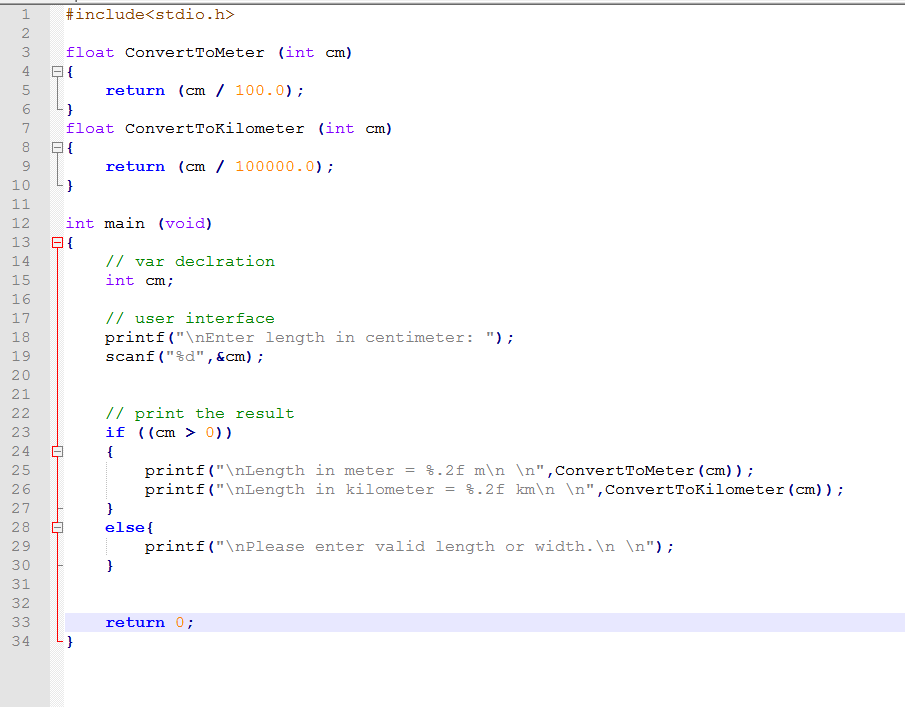 1 #include<stdio.h>
2
3 float ConvertToMeter (int cm)
4 {
5 return (cm / 100.0);
6 }
7 float ConvertToKilometer (int cm)
8 {
9 return (cm / 100000.0);
10 }
11
12 int main (void)
13 {
14 // var declration
15 int cm;
16
17 // user interface
18 printf("\nEnter length in centimeter: ");
19 scanf("%d",&cm);
20
21
22 // print the result
23 if ((cm > 0))
24 {
25 printf("\nLength in meter = %.2f m\n \n",ConvertToMeter(cm));
26 printf("\nLength in kilometer = %.2f km\n \n",ConvertToKilometer(cm));
27 }
28 else{
29 printf("\nPlease enter valid length or width.\n \n");
30 }
31
32
33 return 0;
34 }